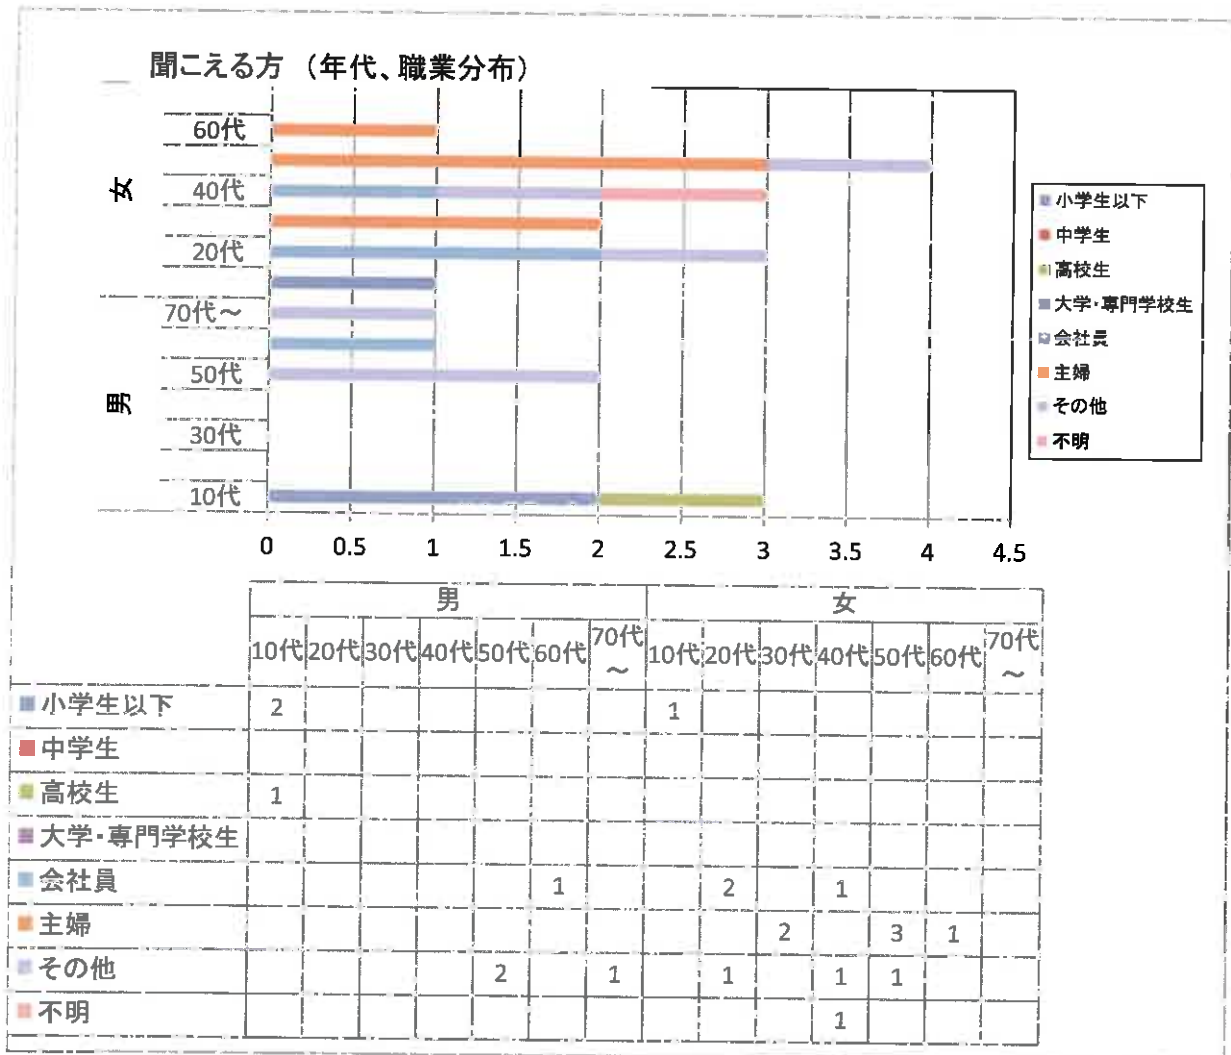 聞こえる方 (年代、職業分布)
女
60代
40代
20代
男
70代～
50代
30代
10代
0 0.5 1 1.5 2 2.5 3 3.5 4 4.5
小学生以下
中学生
高校生
大学・専門学校生
会社員
主婦
その他
不明
男 女
10代 20代 30代 40代 50代 60代 70代～ 10代 20代 30代 40代 50代 60代 70代～
小学生以下 2 1
中学生
高校生 1
大学・専門学校生
会社員 1 2 1
主婦 2 3 1
その他 2 1 1 1 1
不明 1